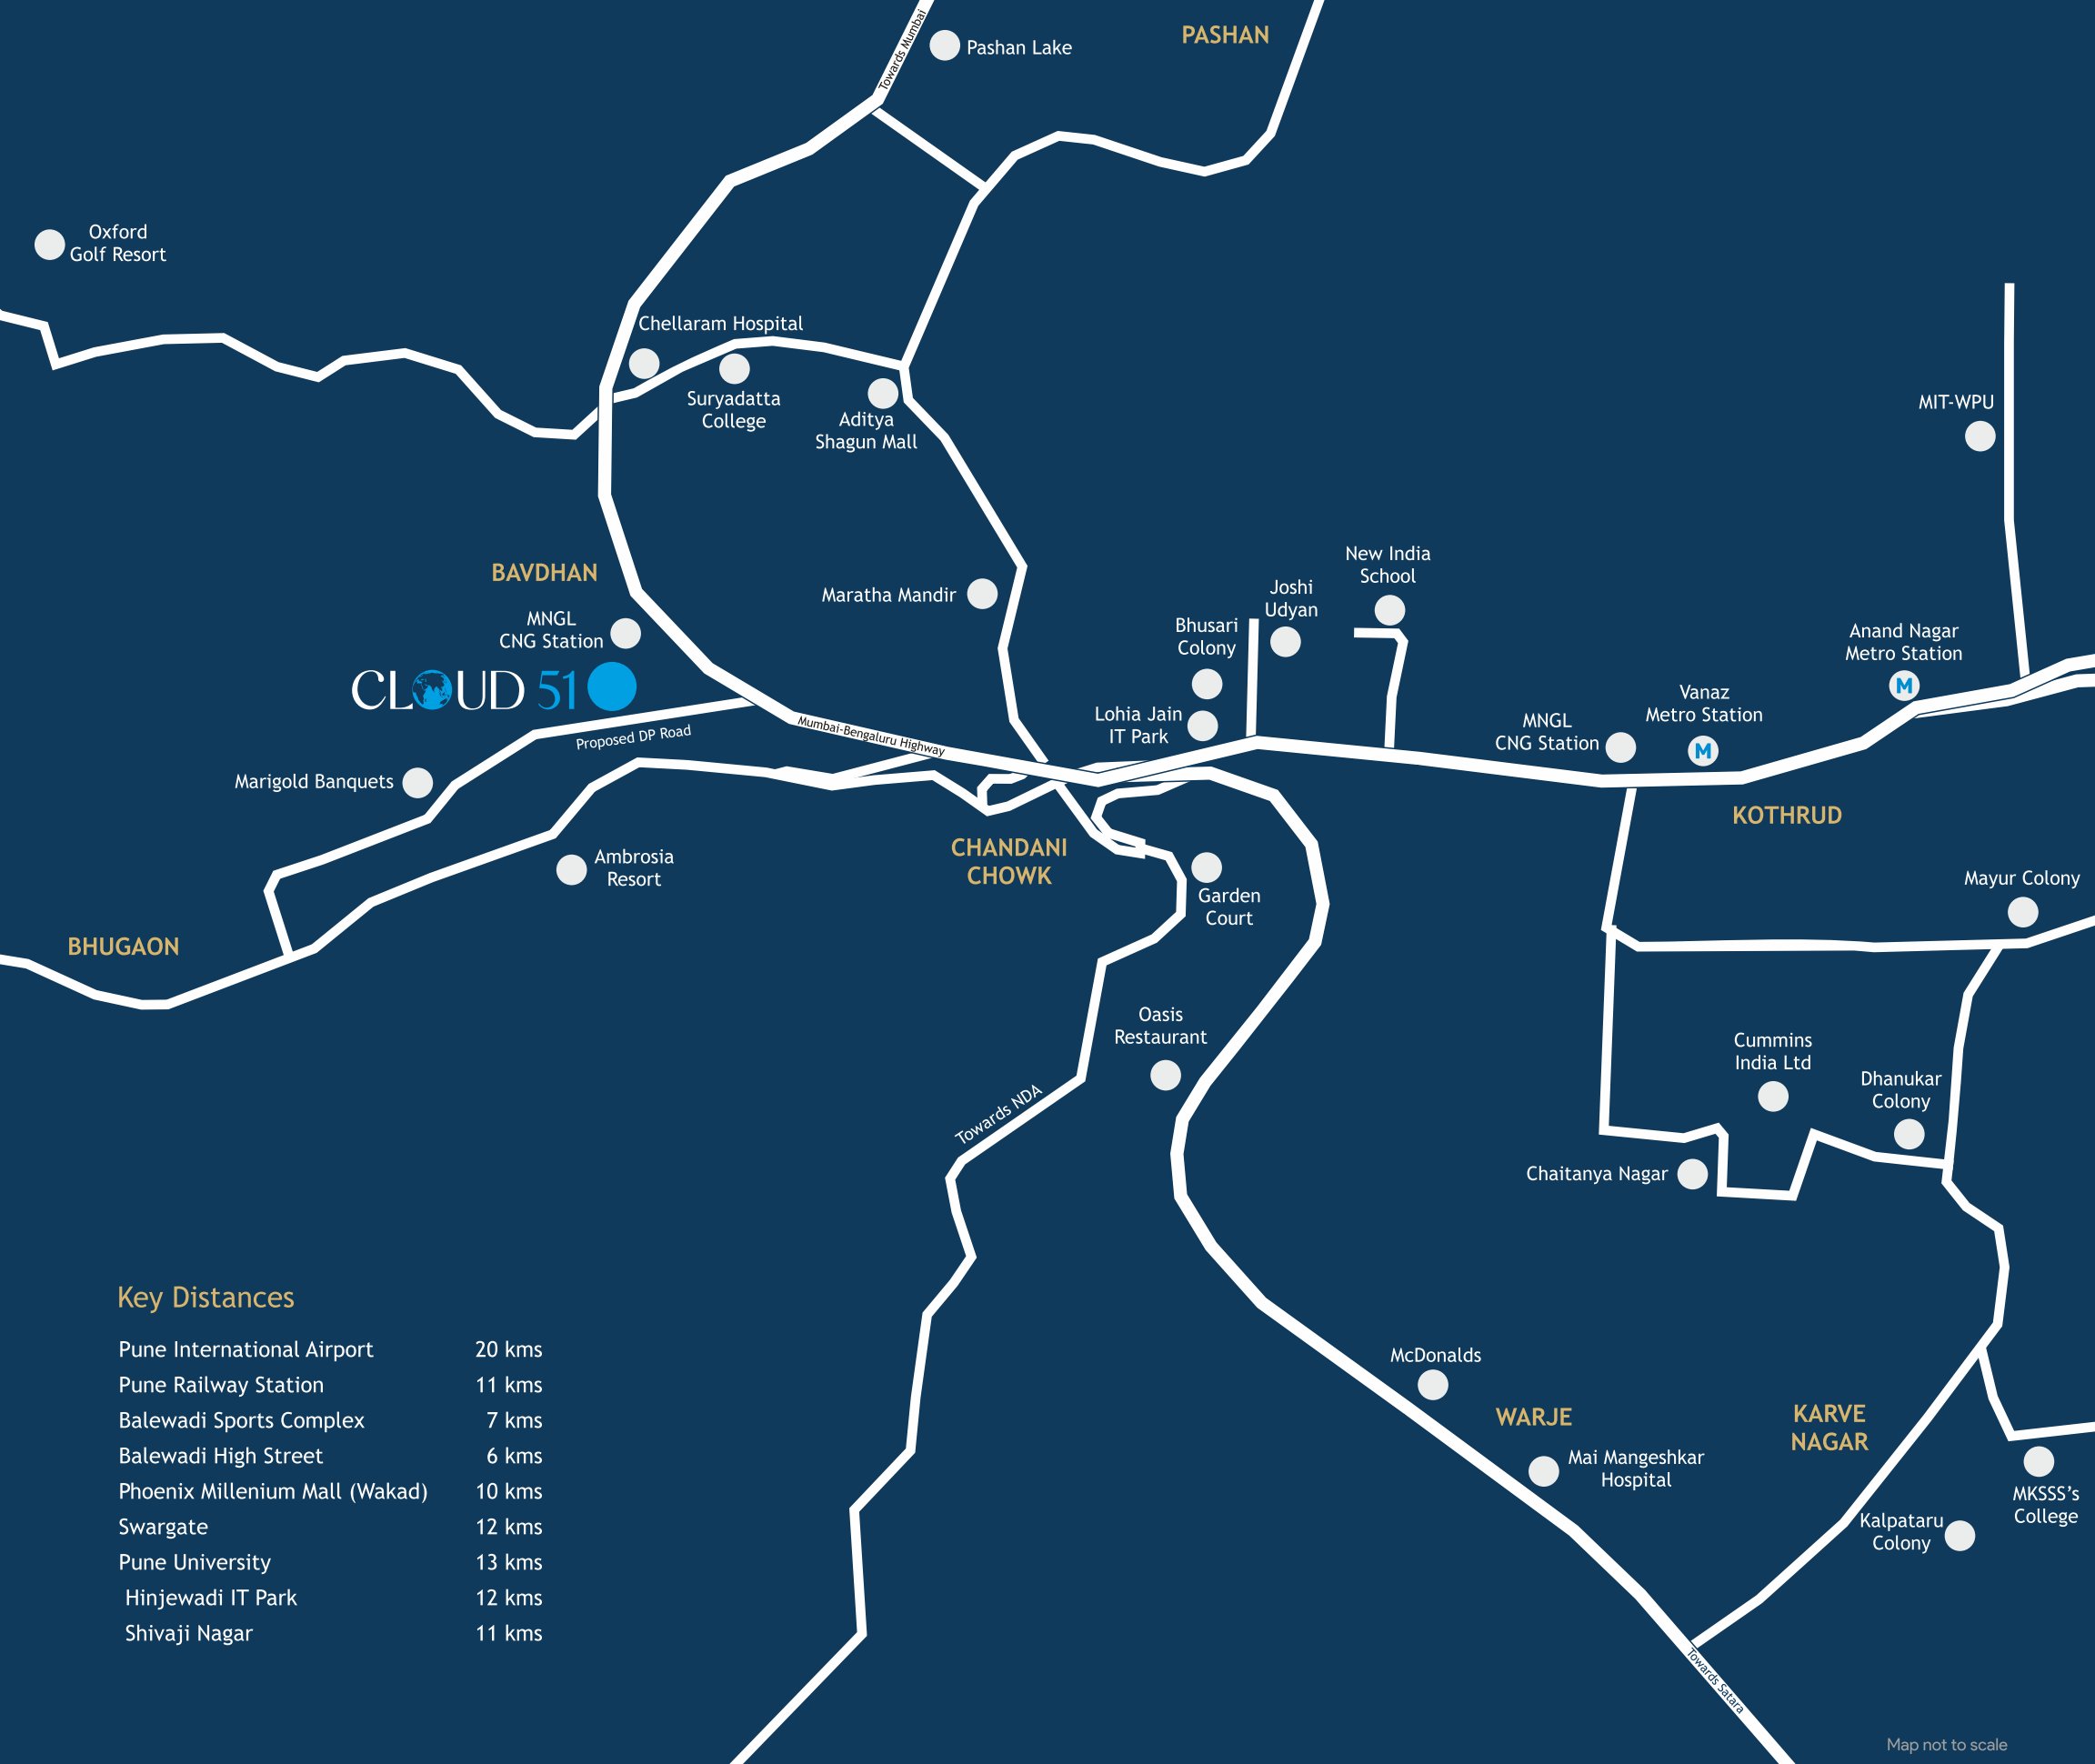 Towards Mumbai
Pashan Lake
PASHAN
Oxford
Golf Resort
Chellaram Hospital
Suryadatta
College
Aditya
Shagun Mall
MIT-WPU
BAVDHAN
MNGL
CNG Station
CLOUD 51
Maratha Mandir
New India
School
Joshi
Udyan
Bhusari
Colony
Lohia Jain
IT Park
Anand Nagar
Metro Station
M
Vanaz
Metro Station
M
MNGL
CNG Station
Mumbai-Bengaluru Highway
Proposed DP Road
Marigold Banquets
KOTHRUD
CHANDANI
CHOWK
Ambrosia
Resort
Garden
Court
Mayur Colony
BHUGAON
Oasis
Restaurant
Cummins
India Ltd
Dhanukar
Colony
Towards NDA
Chaitanya Nagar
McDonalds
WARJE
KARVE
NAGAR
Mai Mangeshkar
Hospital
MKSSS's
College
Kalpataru
Colony
Towards Satara
Key Distances
Pune International Airport 20 kms
Pune Railway Station 11 kms
Balewadi Sports Complex 7 kms
Balewadi High Street 6 kms
Phoenix Millenium Mall (Wakad) 10 kms
Swargate 12 kms
Pune University 13 kms
Hinjewadi IT Park 12 kms
Shivaji Nagar 11 kms
Map not to scale